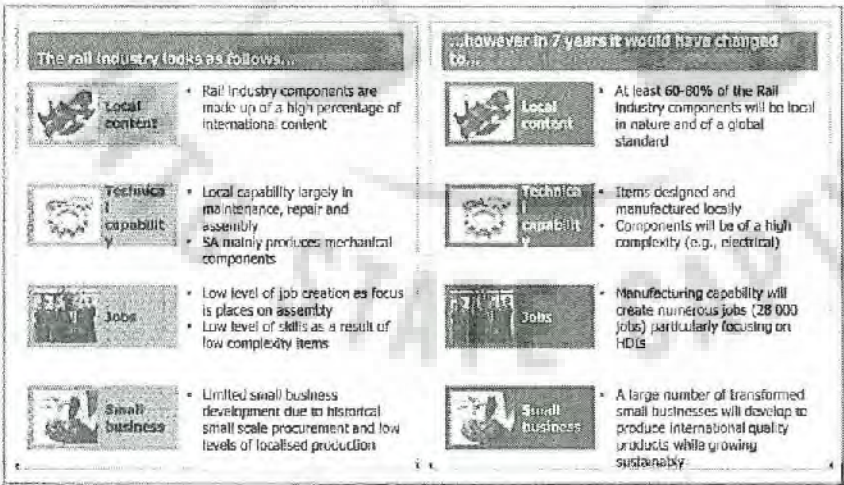 The rail industry looks as follows...
Local
content
• Rail Industry components are
made up of a high percentage of
international content
Technica
l
capabilit
y
• Local capability largely in
maintenance, repair and
assembly
• SA mainly produces mechanical
components
Jobs
• Low level of job creation as focus
is places on assembly
• Low level of skills as a result of
low complexity items
Small
business
• Limited small business
development due to historical
small scale procurement and low
levels of localised production
...however in 7 years it would have changed
to...
Local
content
• At least 60-80% of the Rail
Industry components will be local
in nature and of a global
standard
Technica
l
capabilit
y
• Items designed and
manufactured locally
• Components will be of a high
complexity (e.g., electrical)
Jobs
• Manufacturing capability will
create numerous jobs (28 000
jobs) particularly focusing on
HDIs
Small
business
• A large number of transformed
small businesses will develop to
produce international quality
products while growing
sustainably
STATE CAPT